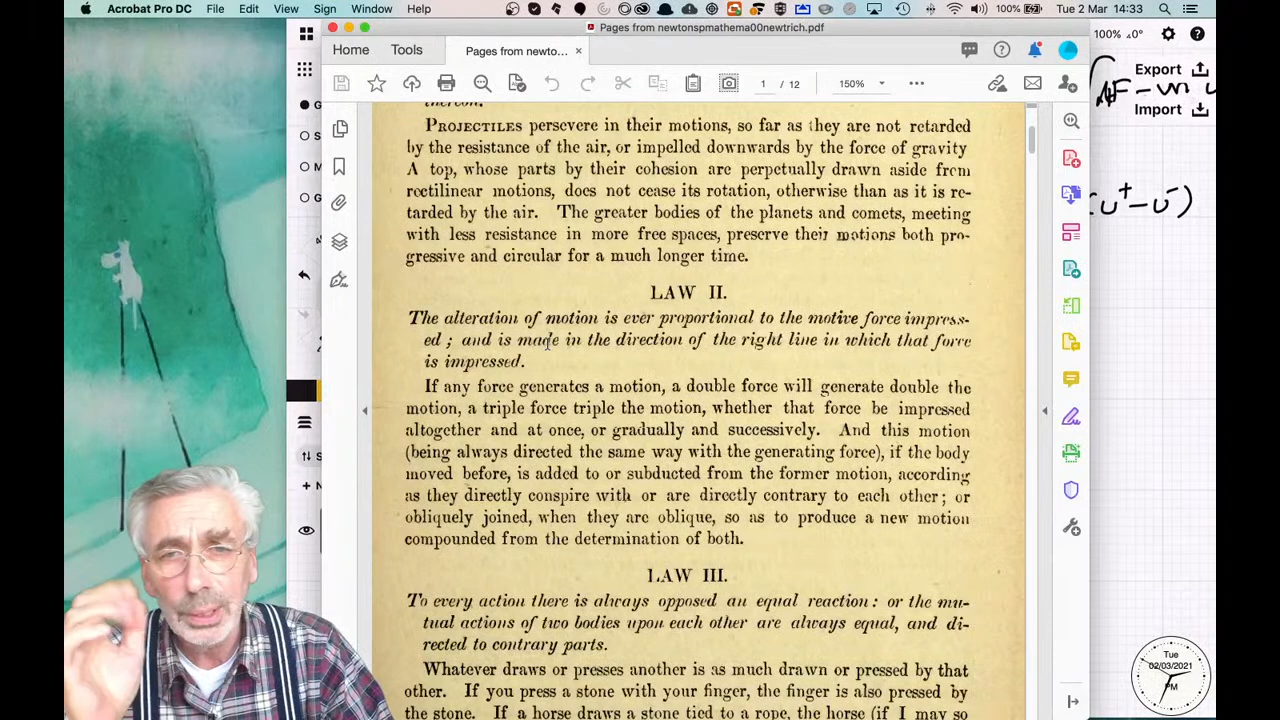 Acrobat Pro DC File Edit View Sign Window Help 100% Tue 2 Mar 14:33
Pages from newtonspmathema00newtrich.pdf
100% ∠0°
Home Tools Pages from newto... ×
Export
Import
1 / 12 150%
thereon.
PROJECTILES persevere in their motions, so far as they are not retarded
by the resistance of the air, or impelled downwards by the force of gravity
A top, whose parts by their cohesion are perpetually drawn aside from
rectilinear motions, does not cease its rotation, otherwise than as it is re-
tarded by the air. The greater bodies of the planets and comets, meeting
with less resistance in more free spaces, preserve their motions both pro-
gressive and circular for a much longer time.
(U⁺ – U⁻)
LAW II.
The alteration of motion is ever proportional to the motive force impress-
ed ; and is made in the direction of the right line in which that force
is impressed.
If any force generates a motion, a double force will generate double the
motion, a triple force triple the motion, whether that force be impressed
altogether and at once, or gradually and successively. And this motion
(being always directed the same way with the generating force), if the body
moved before, is added to or subducted from the former motion, according
as they directly conspire with or are directly contrary to each other ; or
obliquely joined, when they are oblique, so as to produce a new motion
compounded from the determination of both.
LAW III.
To every action there is always opposed an equal reaction : or the mu-
tual actions of two bodies upon each other are always equal, and di-
rected to contrary parts.
Whatever draws or presses another is as much drawn or pressed by that
other. If you press a stone with your finger, the finger is also pressed by
the stone. If a horse draws a stone tied to a rope, the horse (if I may so
Tue
02/03/2021
PM